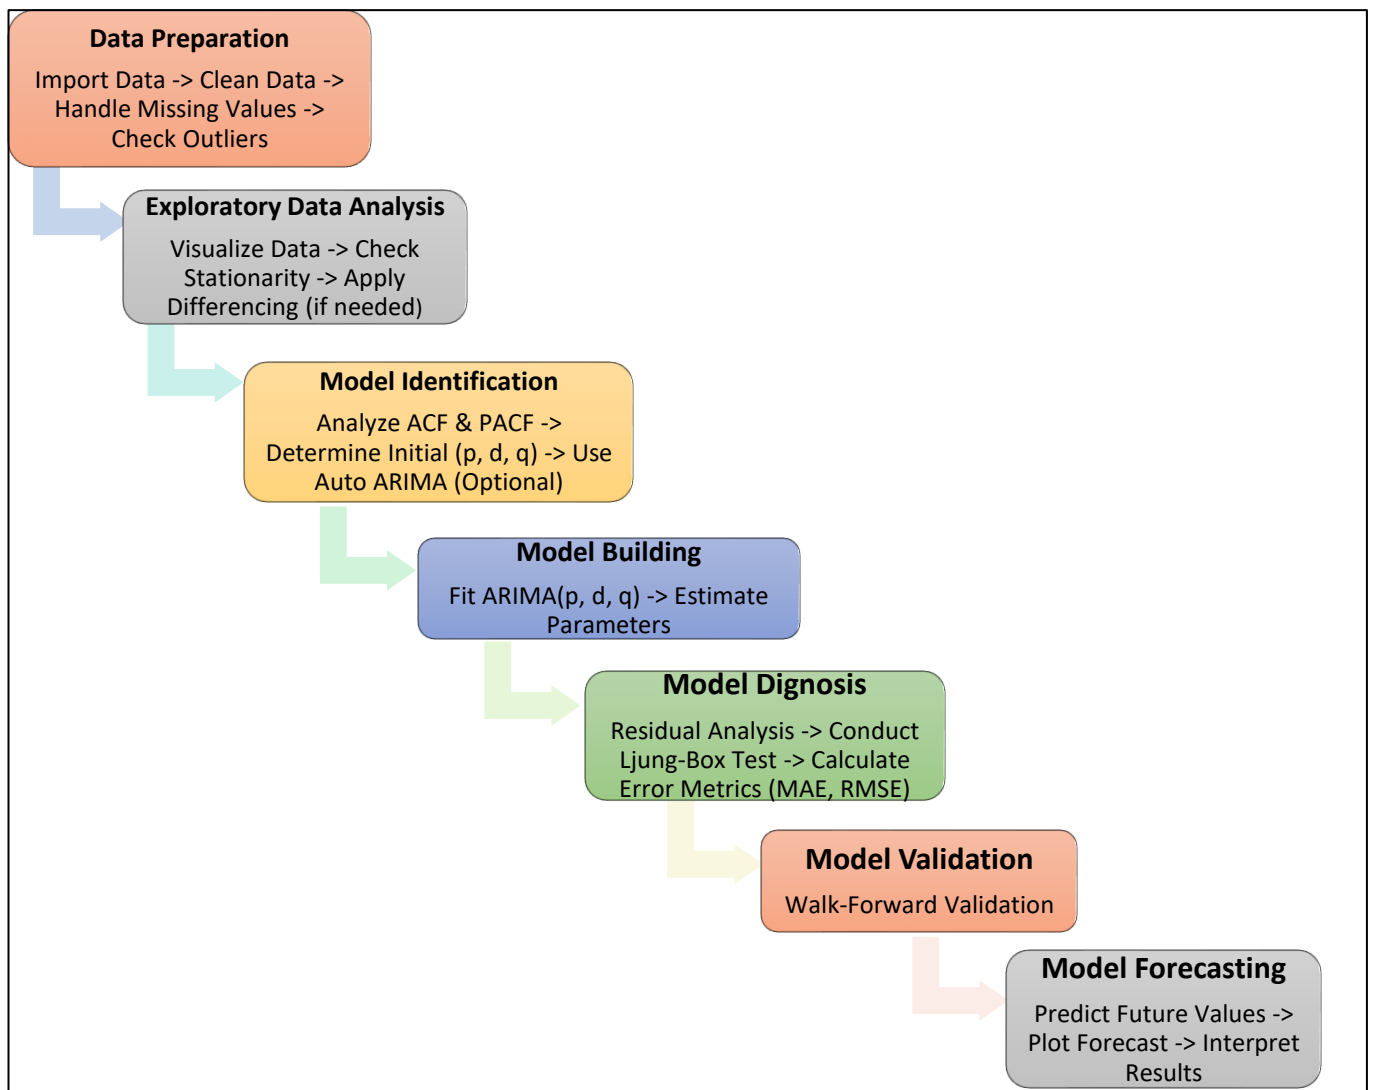 Data Preparation
Import Data -> Clean Data ->
Handle Missing Values ->
Check Outliers
Exploratory Data Analysis
Visualize Data -> Check
Stationarity -> Apply
Differencing (if needed)
Model Identification
Analyze ACF & PACF ->
Determine Initial (p, d, q) -> Use
Auto ARIMA (Optional)
Model Building
Fit ARIMA(p, d, q) -> Estimate
Parameters
Model Dignosis
Residual Analysis -> Conduct
Ljung-Box Test -> Calculate
Error Metrics (MAE, RMSE)
Model Validation
Walk-Forward Validation
Model Forecasting
Predict Future Values ->
Plot Forecast -> Interpret
Results